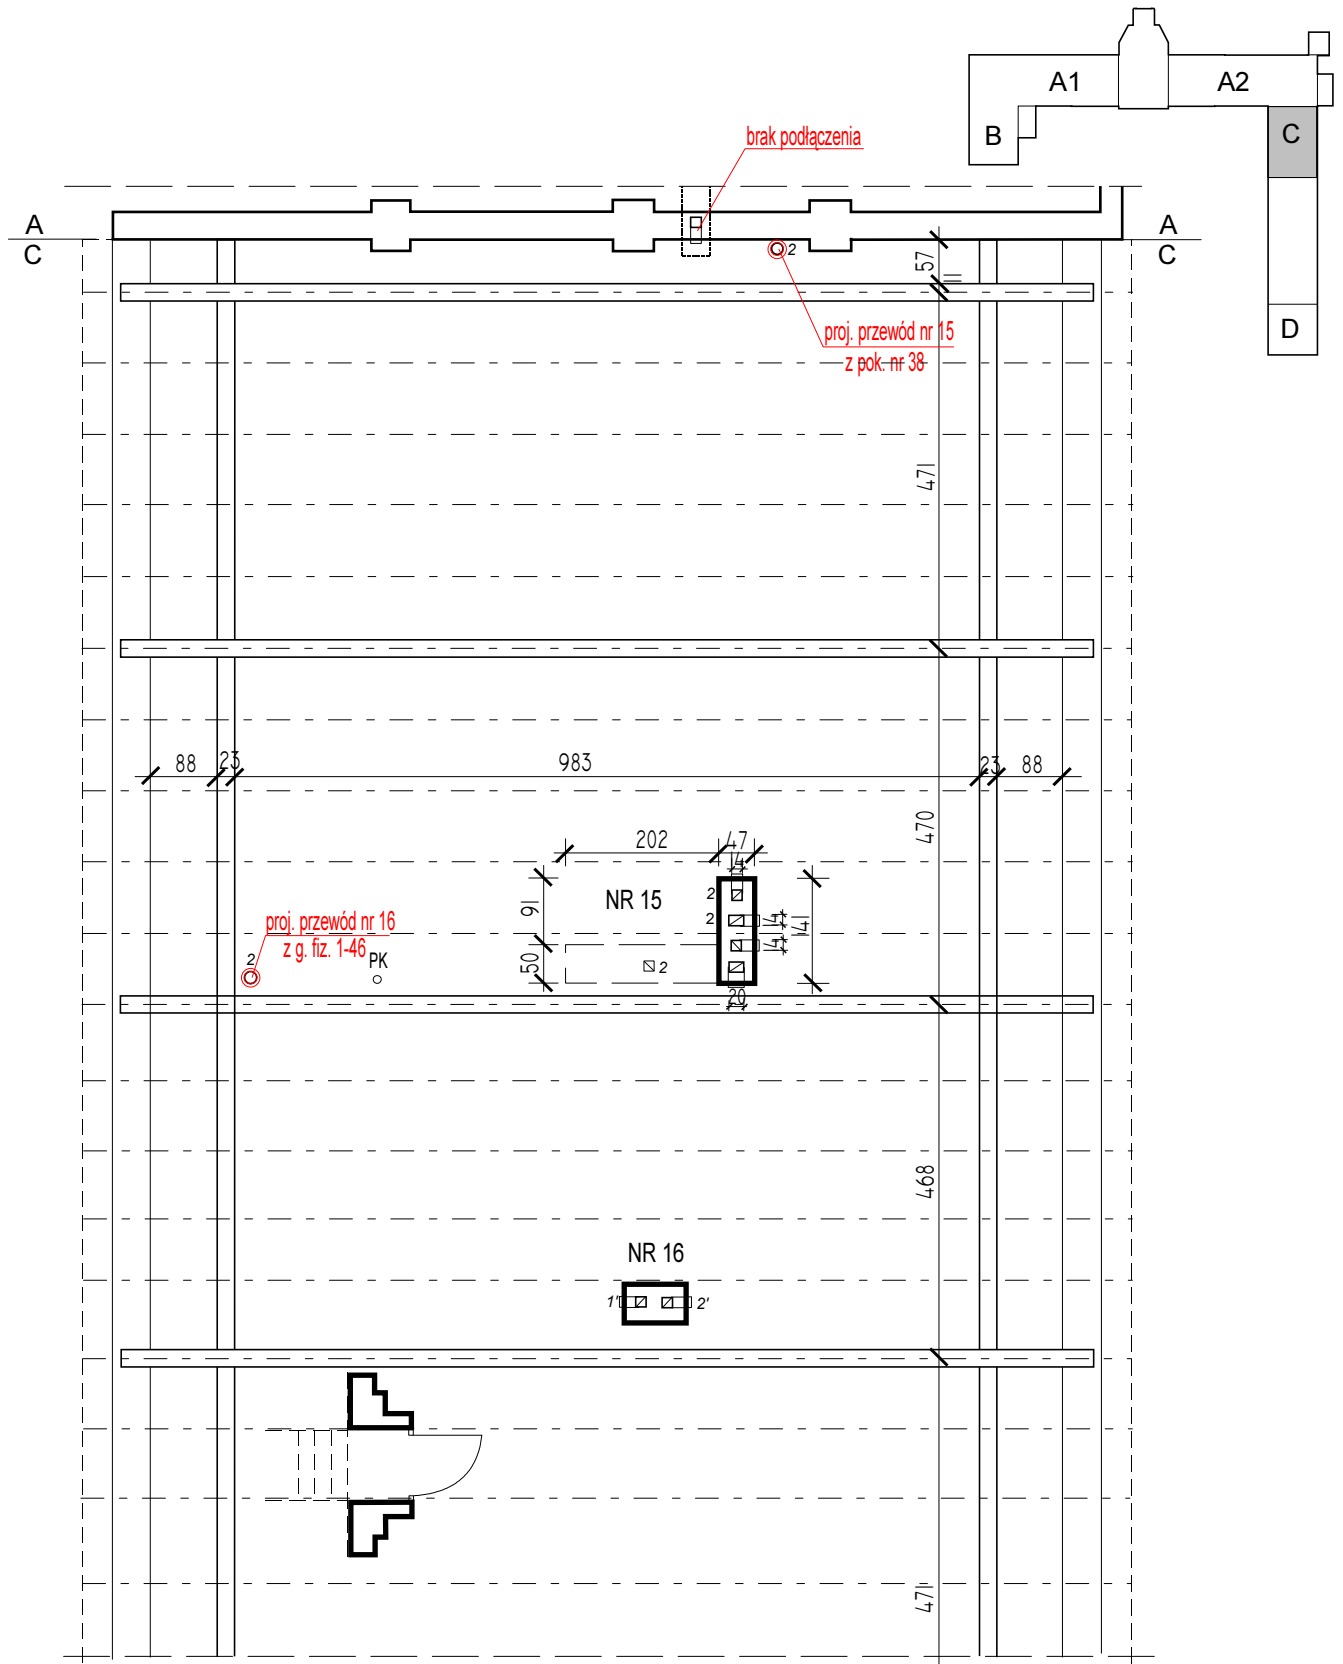 A1
A2
B
C
D
brak podłączenia
A
C
A
C
2
57
11
proj. przewód nr 15
z pok. nr 38
471
88
23
983
23
88
470
202
47
14
NR 15
91
50
2
2
14
14
141
2
20
proj. przewód nr 16
z g. fiz. 1-46
2
PK
468
NR 16
1'
2'
471